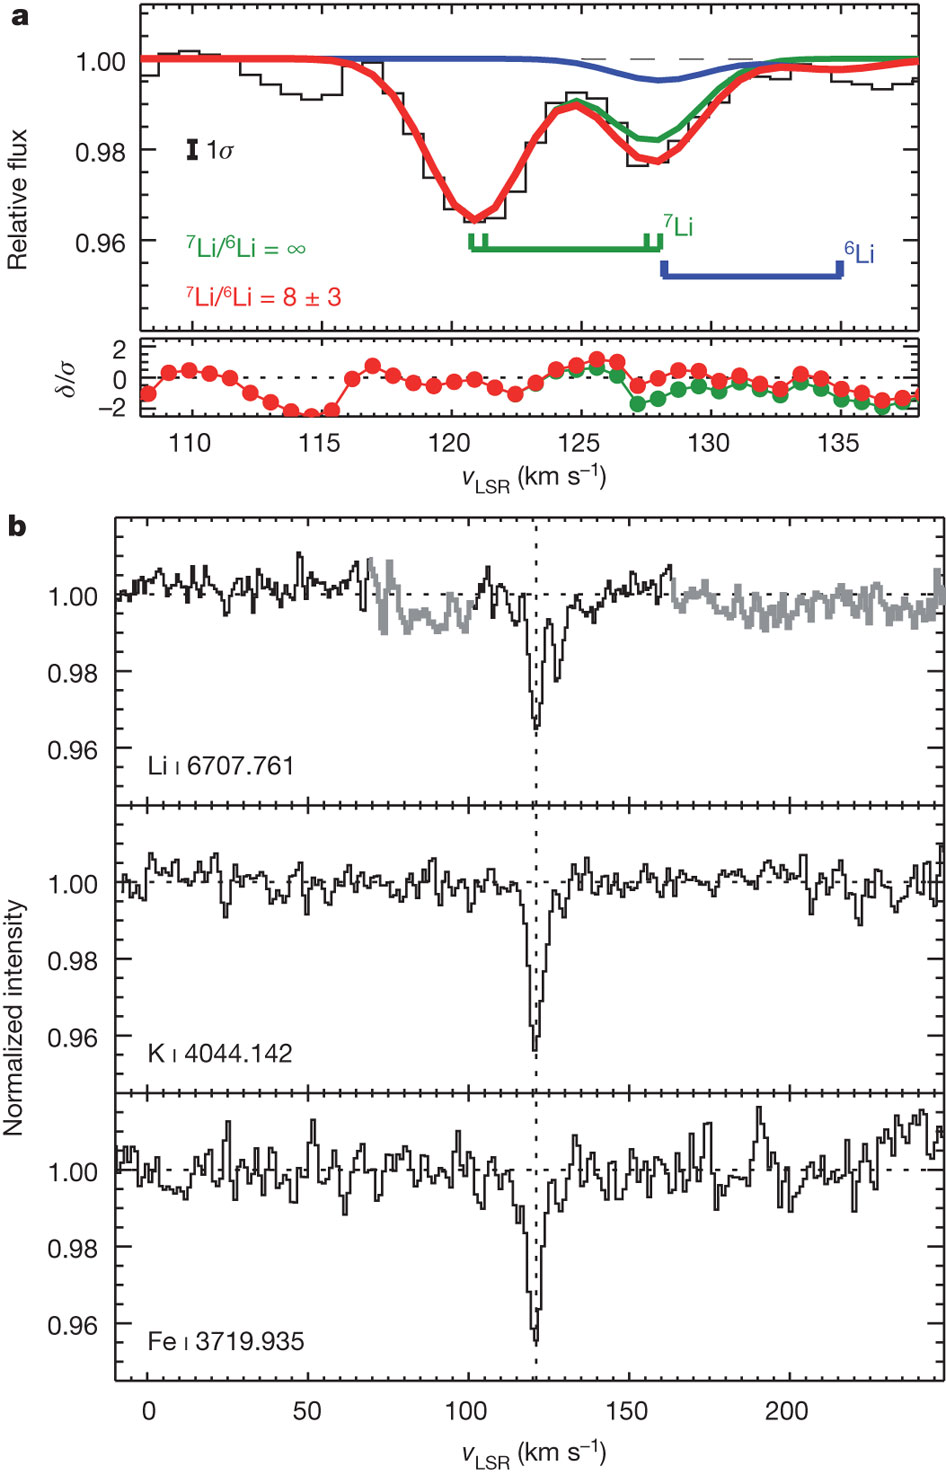 a
1.00
0.98
0.96
Relative flux
1σ
⁷Li/⁶Li = ∞
⁷Li/⁶Li = 8 ± 3
⁷Li
⁶Li
2
0
−2
δ/σ
110 115 120 125 130 135
vLSR (km s⁻¹)
b
1.00
0.98
0.96
Li I 6707.761
1.00
0.98
0.96
K I 4044.142
Normalized intensity
1.00
0.98
0.96
Fe I 3719.935
0 50 100 150 200
vLSR (km s⁻¹)